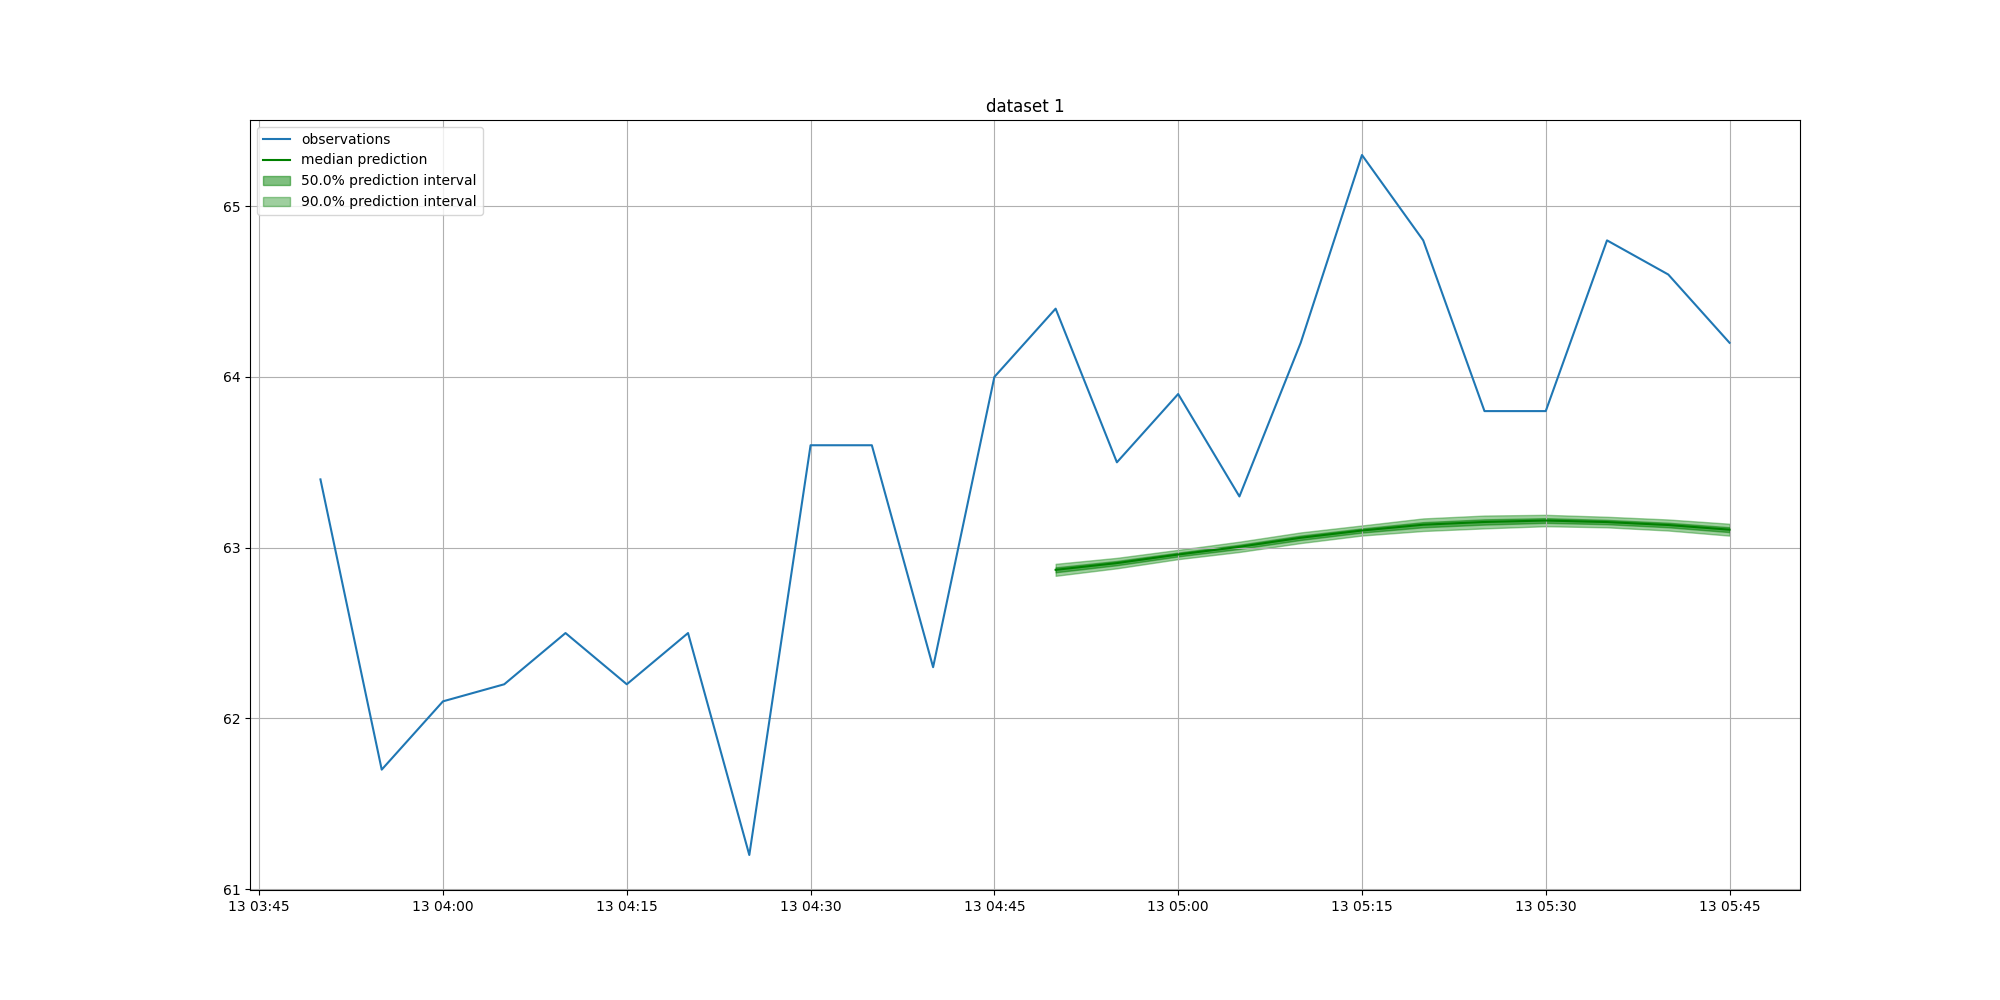 dataset 1
observations
median prediction
50.0% prediction interval
90.0% prediction interval
65
64
63
62
61
13 03:45 13 04:00 13 04:15 13 04:30 13 04:45 13 05:00 13 05:15 13 05:30 13 05:45